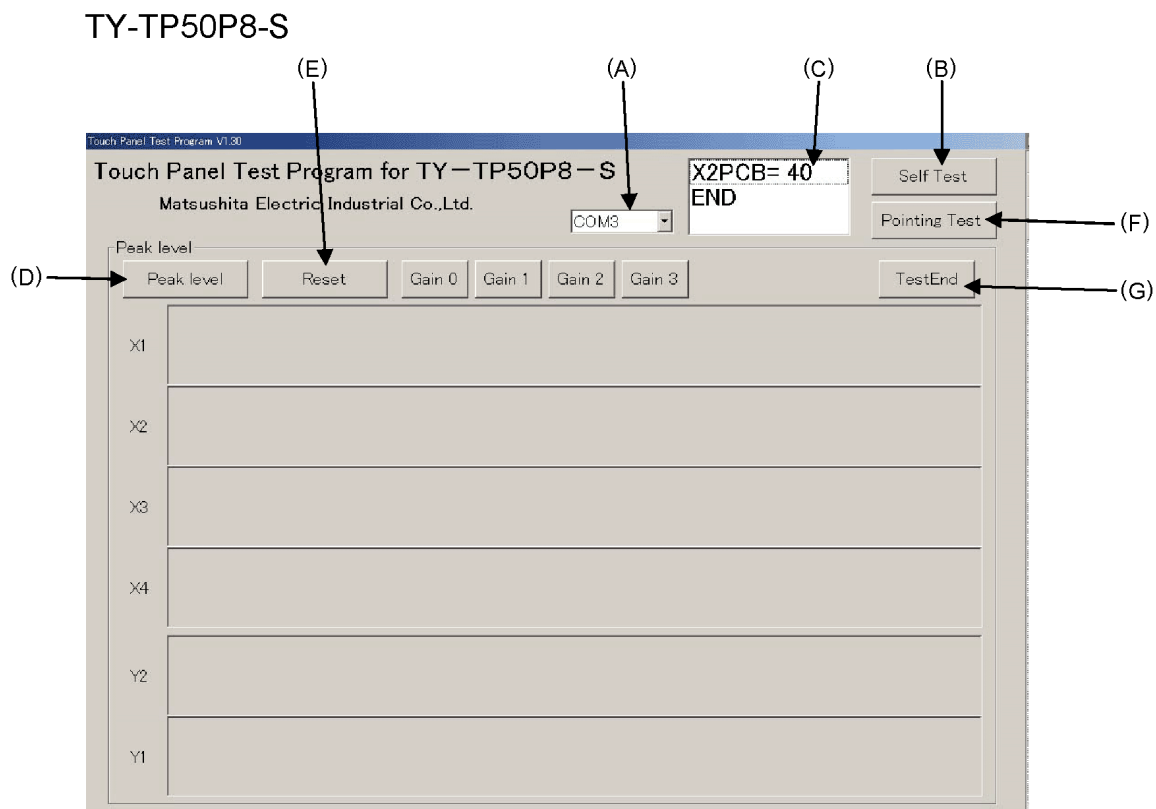 TY-TP50P8-S
(E) (A) (C) (B)
Touch Panel Test Program V1.30
Touch Panel Test Program for TY－TP50P8－S
Matsushita Electric Industrial Co.,Ltd.
COM3
X2PCB= 40
END
Self Test
Pointing Test
(F)
Peak level
(D)
Peak level
Reset
Gain 0
Gain 1
Gain 2
Gain 3
TestEnd
(G)
X1
X2
X3
X4
Y2
Y1